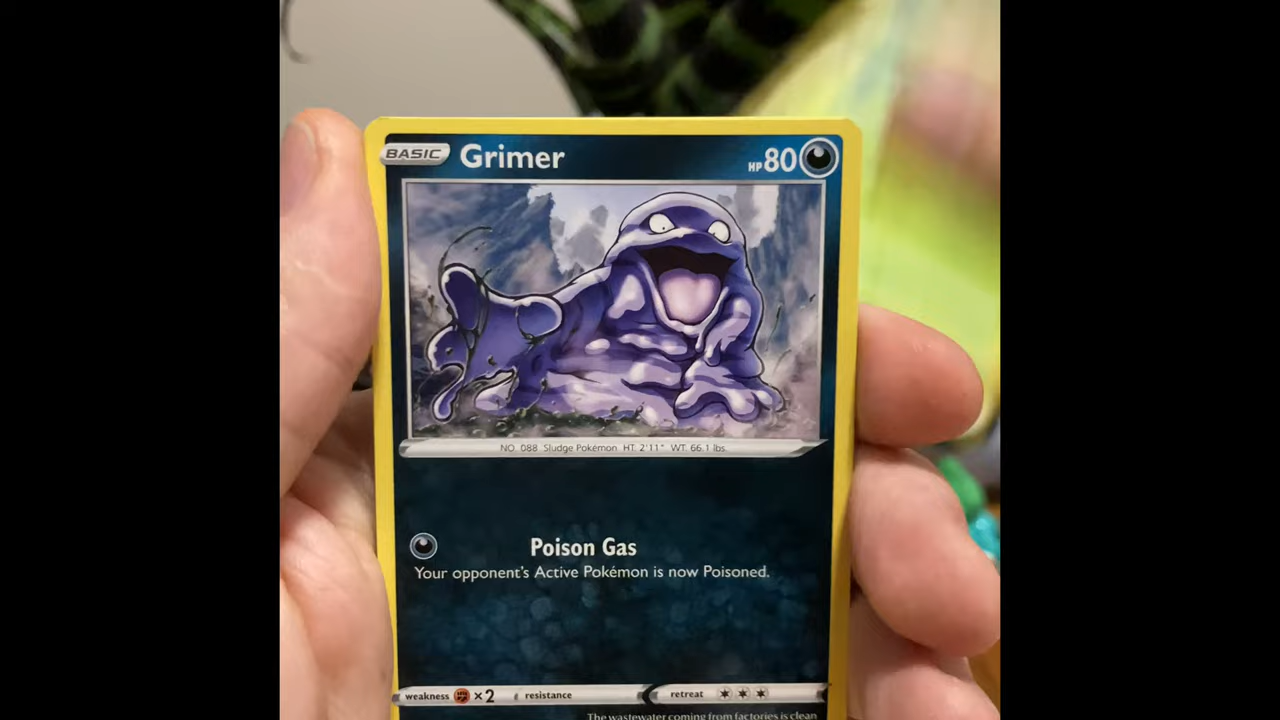 BASIC Grimer HP 80
NO. 088 Sludge Pokémon HT: 2'11" WT: 66.1 lbs.
Poison Gas
Your opponent's Active Pokémon is now Poisoned.
weakness ×2 resistance retreat
The wastewater coming from factories is clean